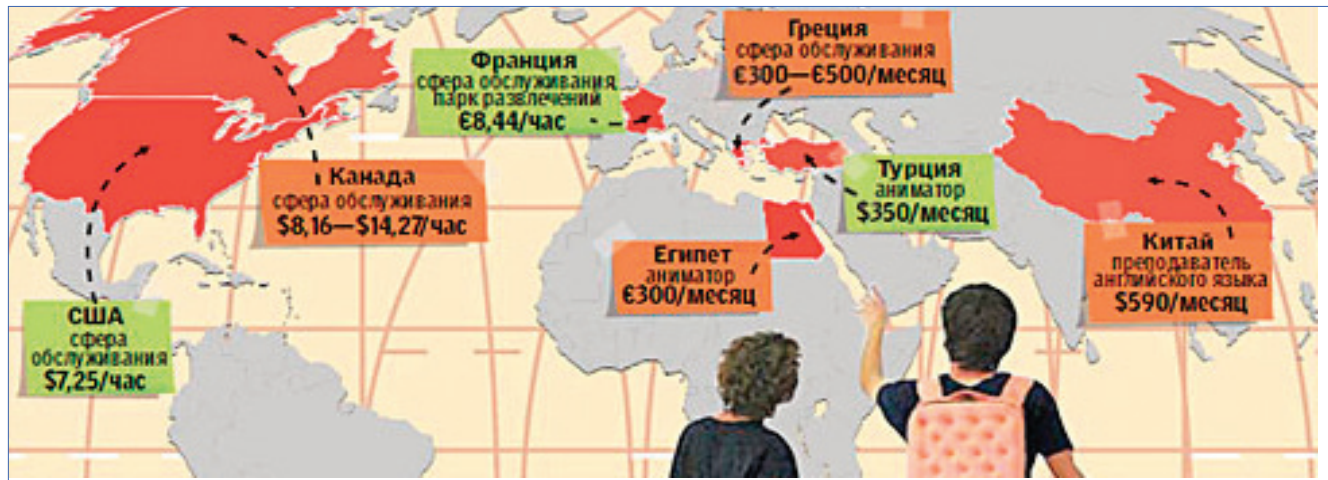 Греция
сфера обслуживания
€300—€500/месяц
Франция
сфера обслуживания,
парк развлечений
€8,44/час
Канада
сфера обслуживания
$8,16—$14,27/час
Турция
аниматор
$350/месяц
Египет
аниматор
€300/месяц
Китай
преподаватель
английского языка
$590/месяц
США
сфера
обслуживания
$7,25/час